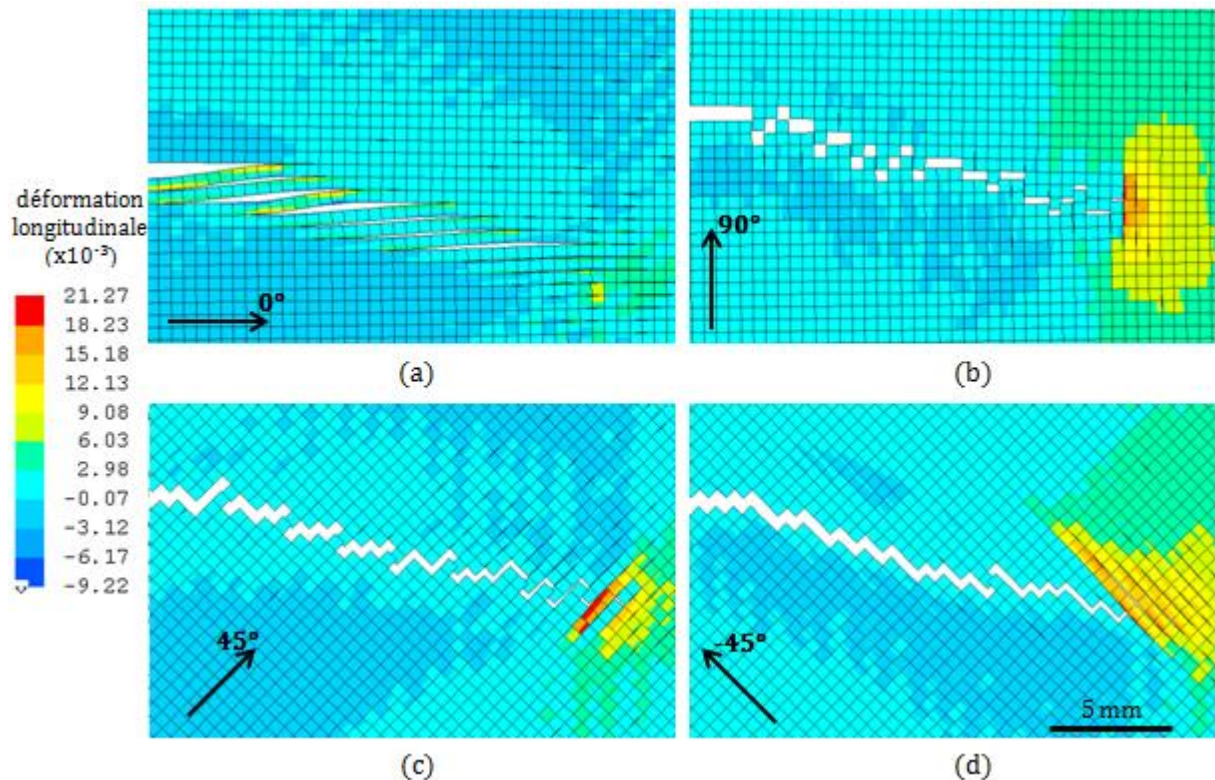 déformation
longitudinale
(x10⁻³)
21.27
18.23
15.18
12.13
9.08
6.03
2.98
-0.07
-3.12
-6.17
-9.22
0°
(a)
90°
(b)
45°
(c)
-45°
5 mm
(d)